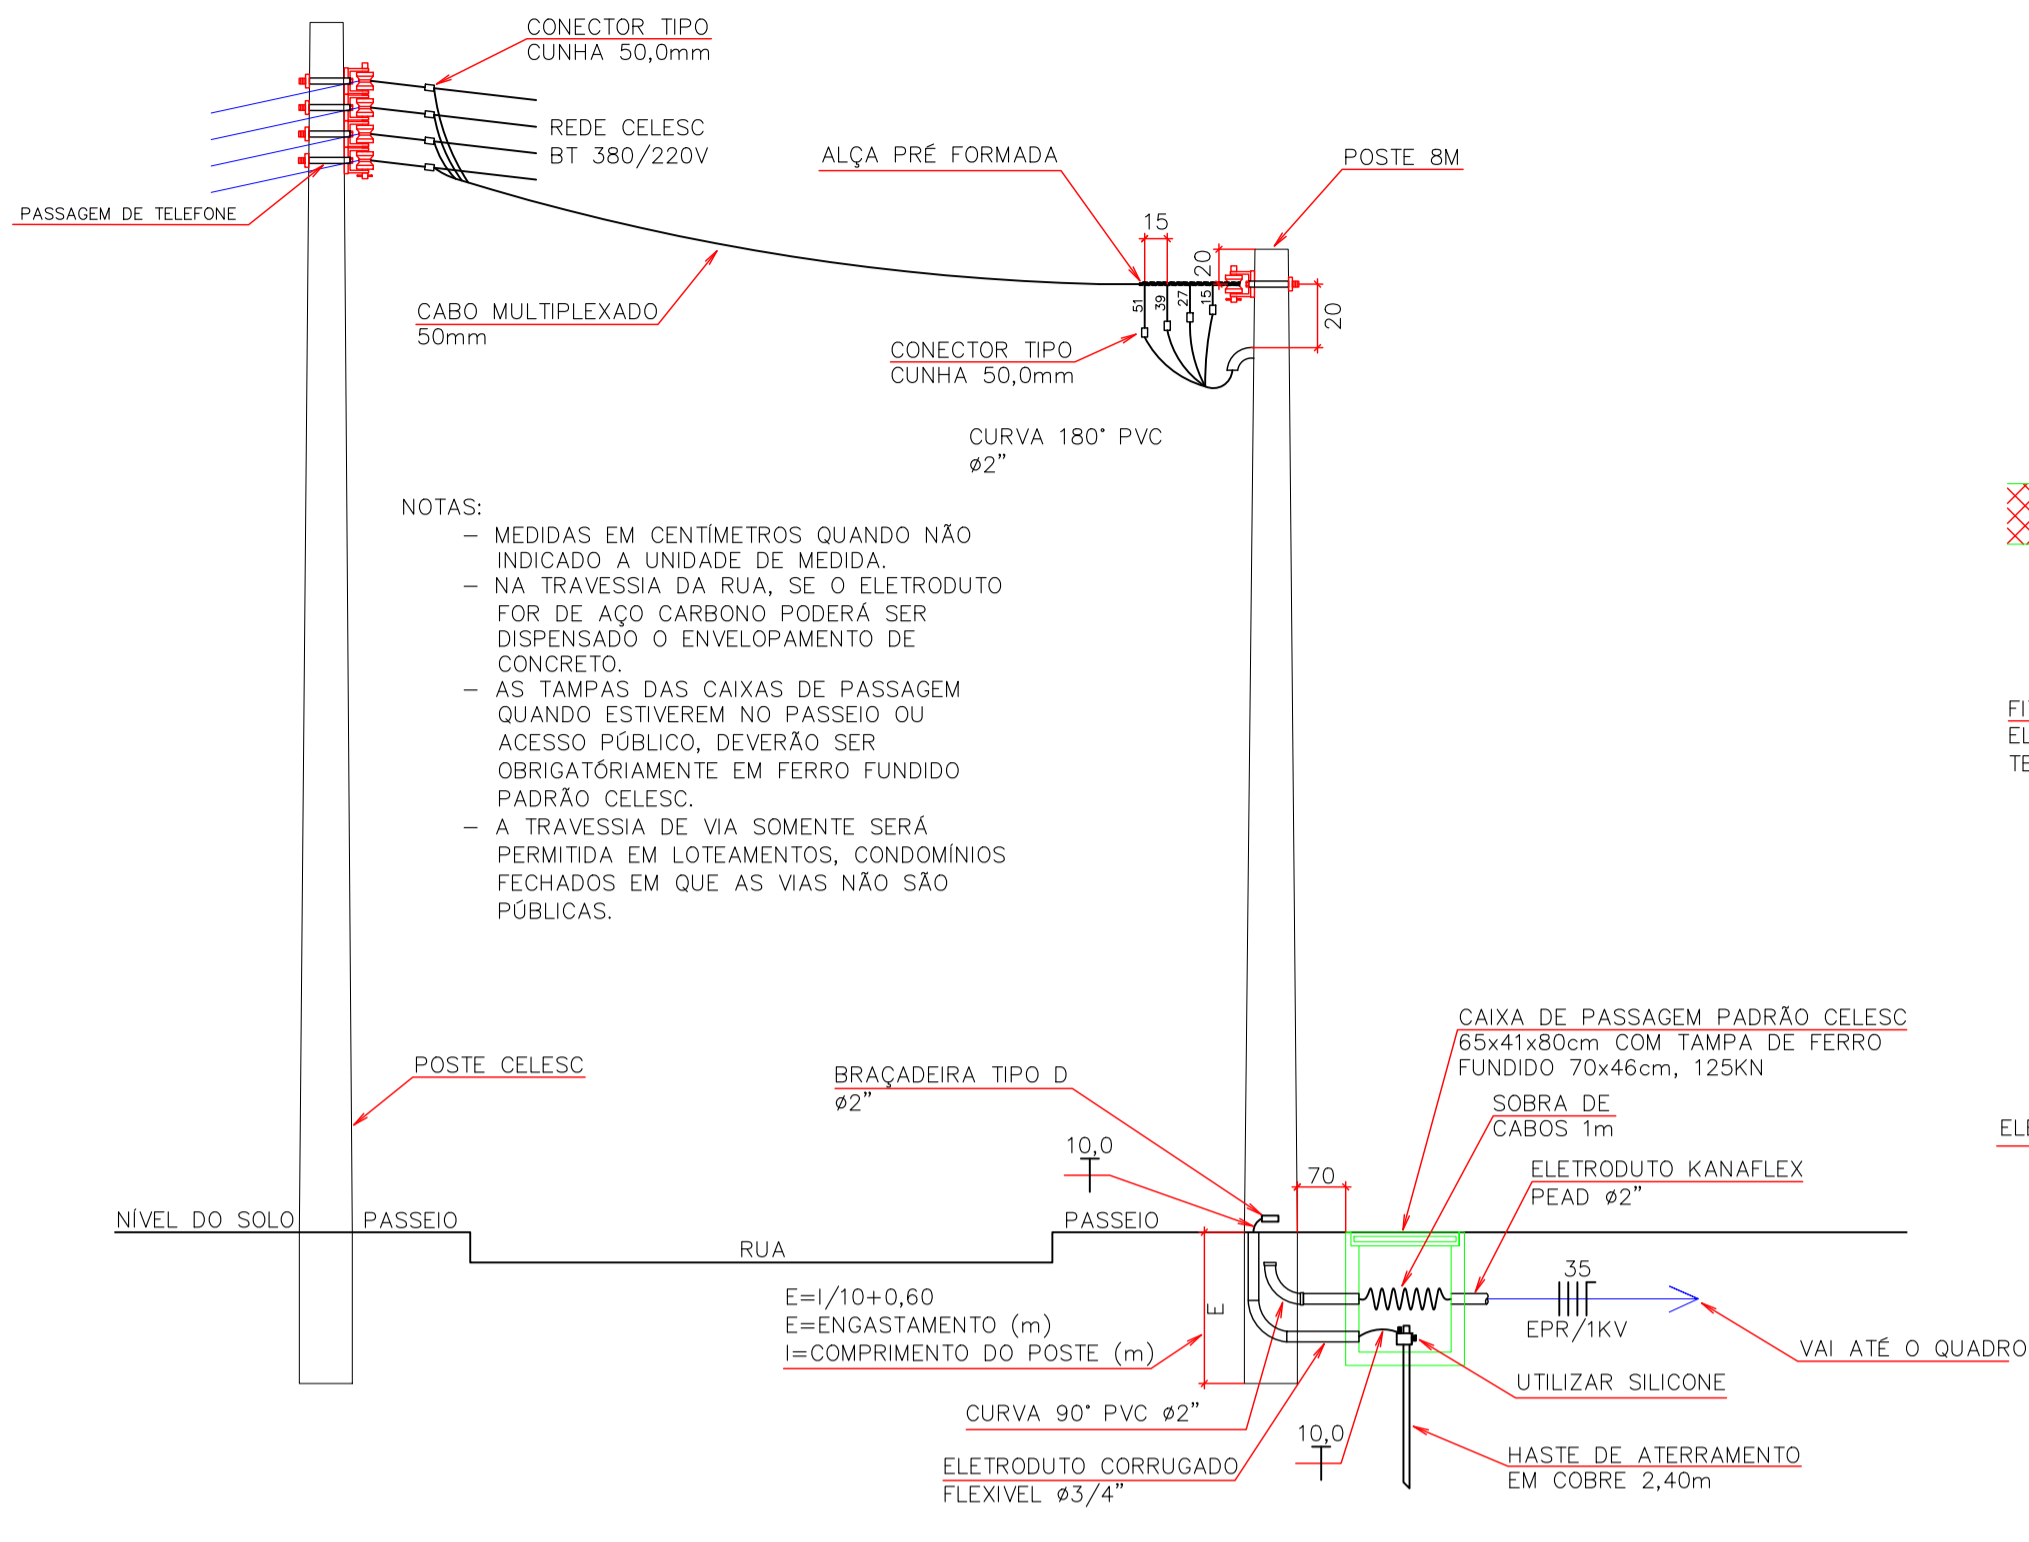 CONECTOR TIPO
CUNHA 50,0mm
REDE CELESC
BT 380/220V
PASSAGEM DE TELEFONE
ALÇA PRÉ FORMADA
POSTE 8M
15
20
51
39
27
15
20
CABO MULTIPLEXADO
50mm
CONECTOR TIPO
CUNHA 50,0mm
CURVA 180° PVC
ø2"
NOTAS:
– MEDIDAS EM CENTÍMETROS QUANDO NÃO
INDICADO A UNIDADE DE MEDIDA.
– NA TRAVESSIA DA RUA, SE O ELETRODUTO
FOR DE AÇO CARBONO PODERÁ SER
DISPENSADO O ENVELOPAMENTO DE
CONCRETO.
– AS TAMPAS DAS CAIXAS DE PASSAGEM
QUANDO ESTIVEREM NO PASSEIO OU
ACESSO PÚBLICO, DEVERÃO SER
OBRIGATÓRIAMENTE EM FERRO FUNDIDO
PADRÃO CELESC.
– A TRAVESSIA DE VIA SOMENTE SERÁ
PERMITIDA EM LOTEAMENTOS, CONDOMÍNIOS
FECHADOS EM QUE AS VIAS NÃO SÃO
PÚBLICAS.
POSTE CELESC
BRAÇADEIRA TIPO D
ø2"
10,0
CAIXA DE PASSAGEM PADRÃO CELESC
65x41x80cm COM TAMPA DE FERRO
FUNDIDO 70x46cm, 125KN
SOBRA DE
CABOS 1m
ELETRODUTO KANAFLEX
PEAD ø2"
70
NÍVEL DO SOLO
PASSEIO
RUA
PASSEIO
E=l/10+0,60
E=ENGASTAMENTO (m)
l=COMPRIMENTO DO POSTE (m)
E
35
EPR/1KV
VAI ATÉ O QUADRO
UTILIZAR SILICONE
CURVA 90° PVC ø2"
10,0
ELETRODUTO CORRUGADO
FLEXIVEL ø3/4"
HASTE DE ATERRAMENTO
EM COBRE 2,40m